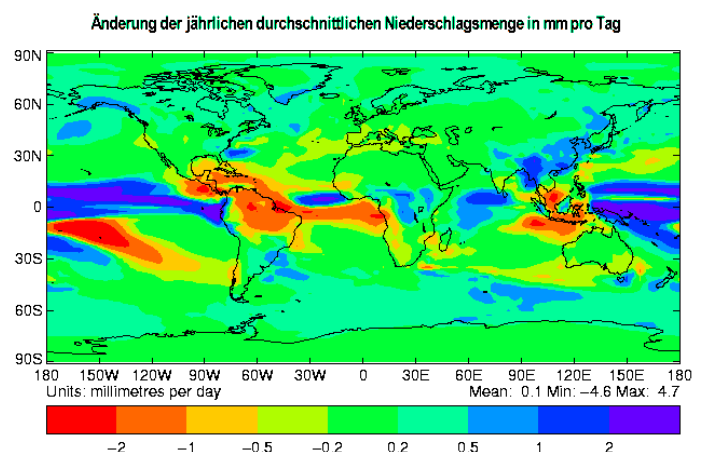 Änderung der jährlichen durchschnittlichen Niederschlagsmenge in mm pro Tag
90N
60N
30N
0
30S
60S
90S
180 150W 120W 90W 60W 30W 0 30E 60E 90E 120E 150E 180
Units: millimetres per day Mean: 0.1 Min: −4.6 Max: 4.7
−2 −1 −0.5 −0.2 0.2 0.5 1 2